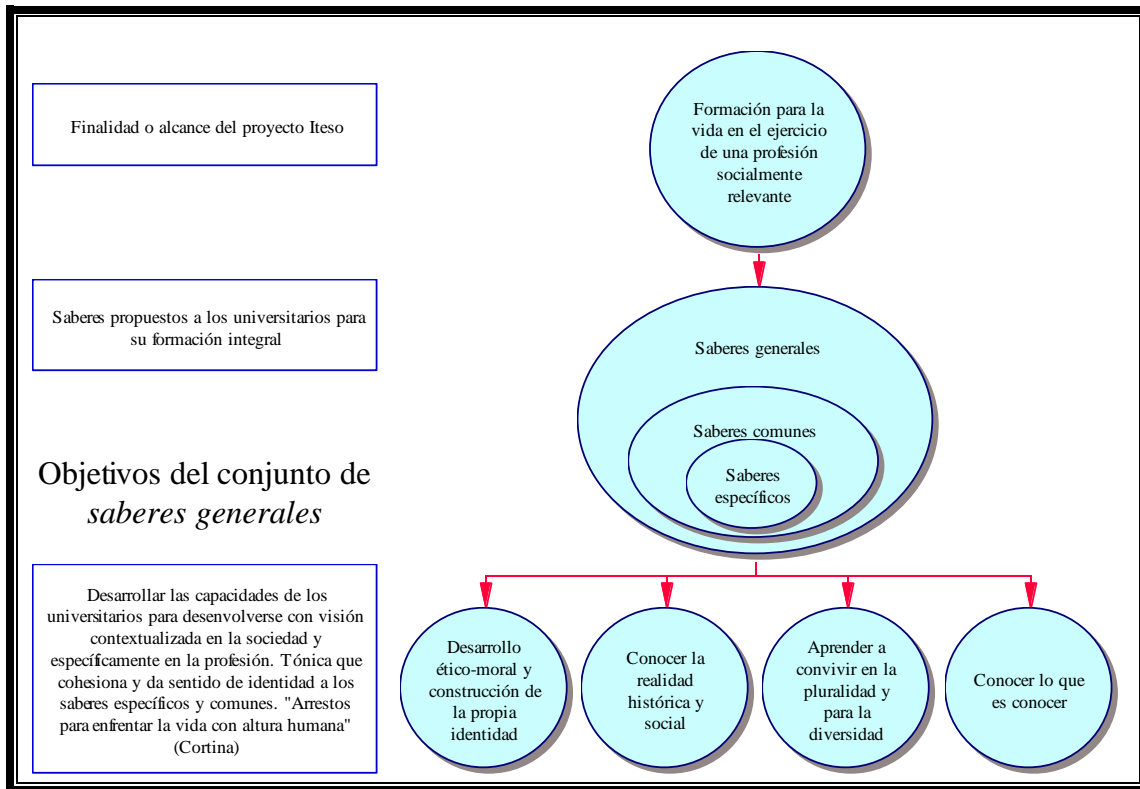 Finalidad o alcance del proyecto Iteso
Formación para la
vida en el ejercicio
de una profesión
socialmente
relevante
Saberes propuestos a los universitarios para
su formación integral
Saberes generales
Saberes comunes
Saberes
específicos
Objetivos del conjunto de
saberes generales
Desarrollar las capacidades de los
universitarios para desenvolverse con visión
contextualizada en la sociedad y
específicamente en la profesión. Tónica que
cohesiona y da sentido de identidad a los
saberes específicos y comunes. "Arrestos
para enfrentar la vida con altura humana"
(Cortina)
Desarrollo
ético-moral y
construcción de
la propia
identidad
Conocer la
realidad
histórica y
social
Aprender a
convivir en la
pluralidad y
para la
diversidad
Conocer lo que
es conocer